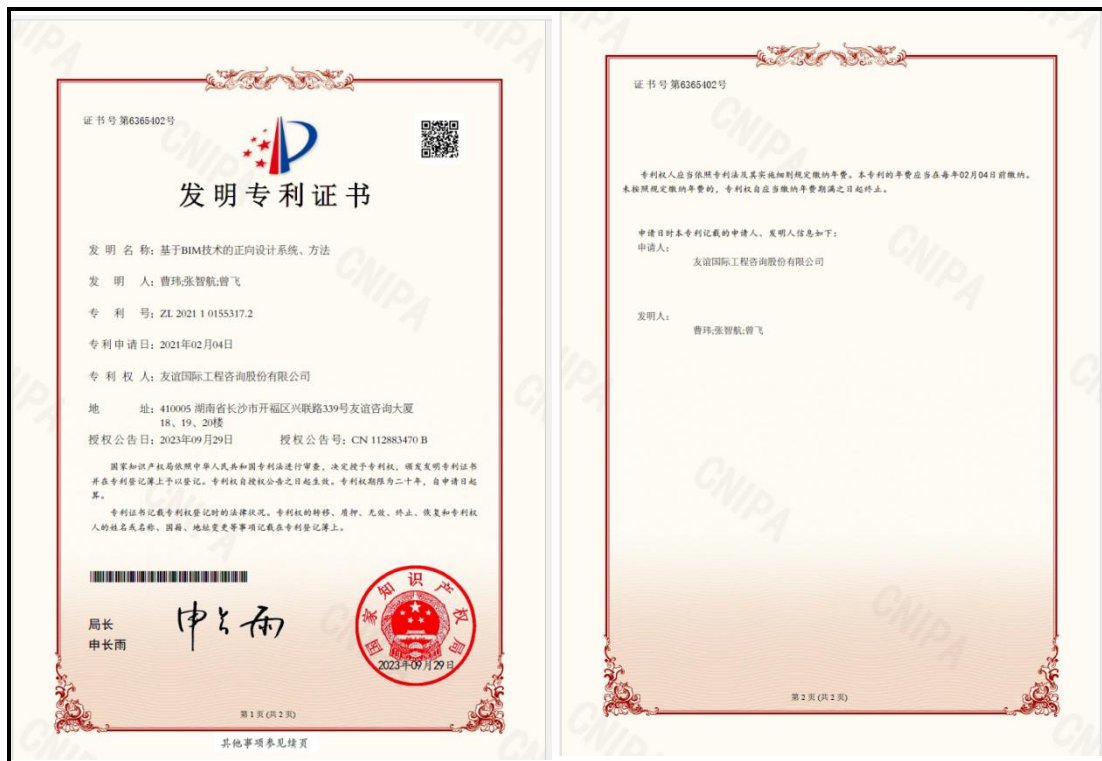 证书号第6365402号
发明专利证书
发明名称：基于BIM技术的正向设计系统、方法
发明人：曹玮;张智航;曾飞
专利号：ZL 2021 1 0155317.2
专利申请日：2021年02月04日
专利权人：友谊国际工程咨询股份有限公司
地址：410005 湖南省长沙市开福区兴联路339号友谊咨询大厦
18、19、20楼
授权公告日：2023年09月29日 授权公告号：CN 112883470 B
国家知识产权局依照中华人民共和国专利法进行审查，决定授予专利权，颁发发明专利证书
并在专利登记簿上予以登记。专利权自授权公告之日起生效。专利权期限为二十年，自申请日起
算。
专利证书记载专利权登记时的法律状况。专利权的转移、质押、无效、终止、恢复和专利权
人的姓名或名称、国籍、地址变更等事项记载在专利登记簿上。
局长
申长雨
申长雨
国家知识产权局
2023年09月29日
第1页(共2页)
其他事项参见续页
证书号第6365402号
专利权人应当依照专利法及其实施细则规定缴纳年费。本专利的年费应当在每年02月04日前缴纳。
未按照规定缴纳年费的，专利权自应当缴纳年费期满之日起终止。
申请日时本专利记载的申请人、发明人信息如下：
申请人：
友谊国际工程咨询股份有限公司
发明人：
曹玮;张智航;曾飞
第2页(共2页)
CNIPA